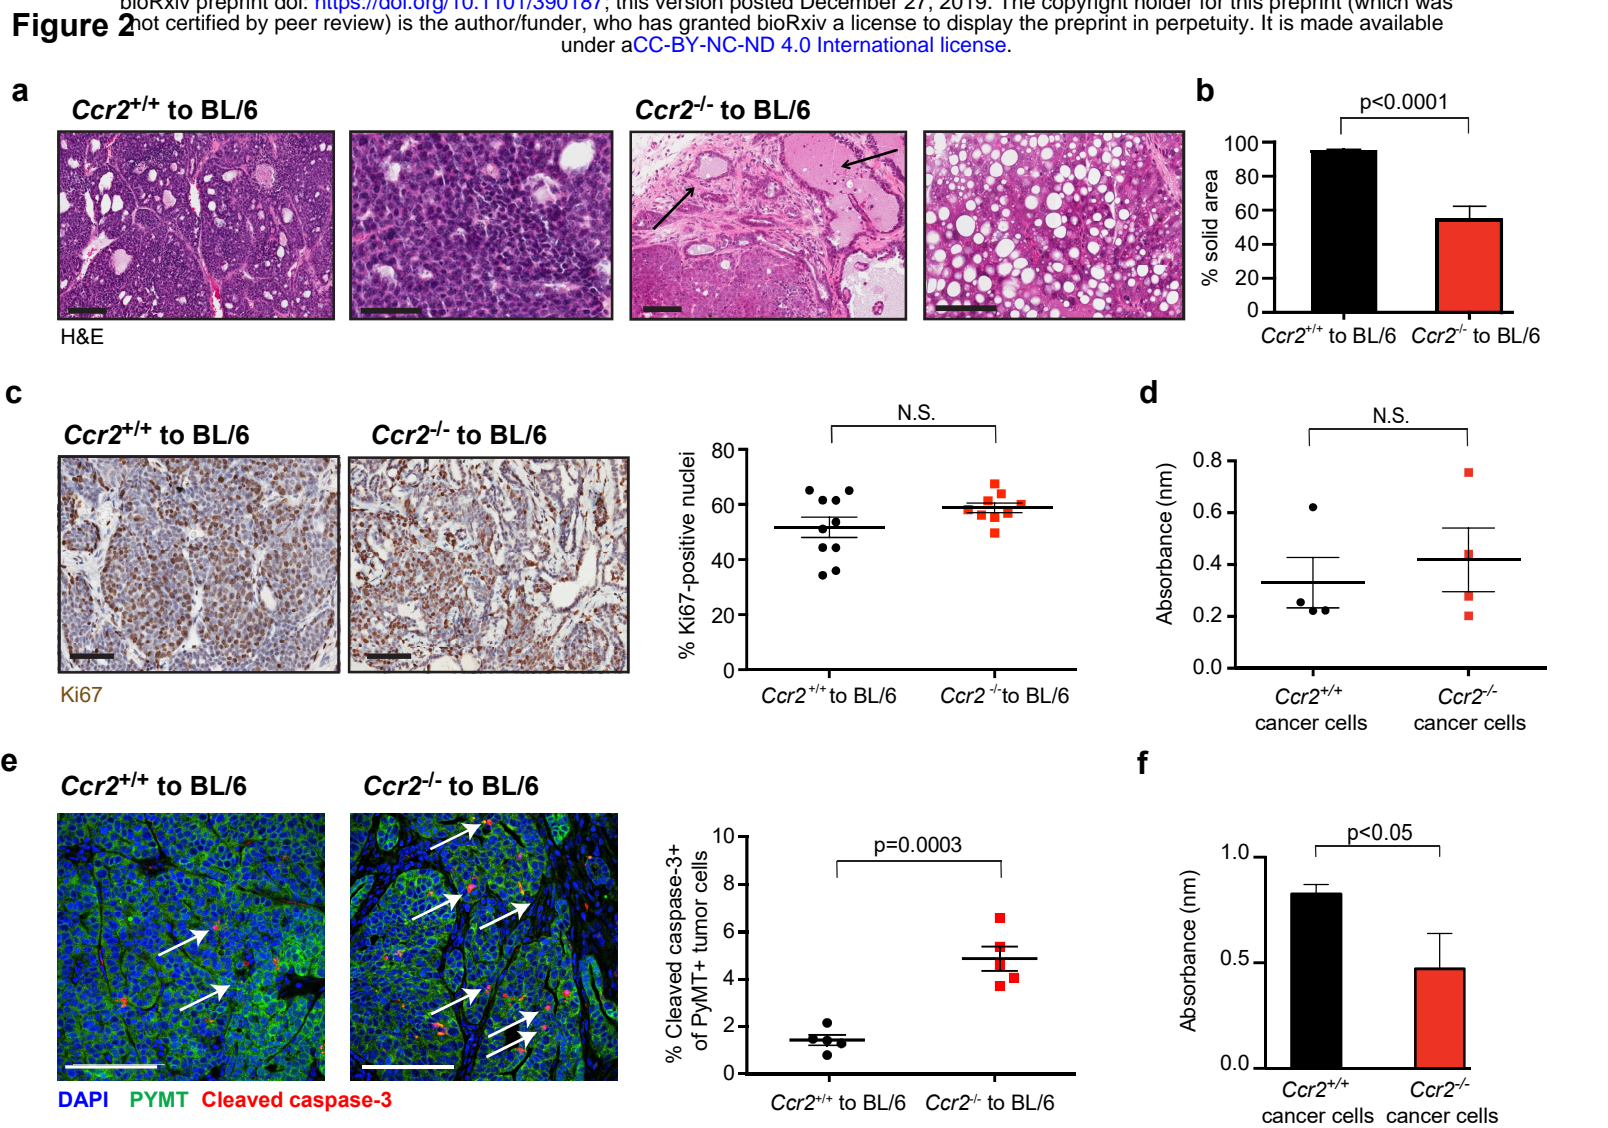 bioRxiv preprint doi: https://doi.org/10.1101/390187; this version posted December 27, 2019. The copyright holder for this preprint (which was
Figure 2
not certified by peer review) is the author/funder, who has granted bioRxiv a license to display the preprint in perpetuity. It is made available
under aCC-BY-NC-ND 4.0 International license.
a
Ccr2+/+ to BL/6
Ccr2-/- to BL/6
H&E
b
p<0.0001
% solid area
100
80
60
40
20
0
Ccr2+/+ to BL/6
Ccr2-/- to BL/6
c
Ccr2+/+ to BL/6
Ccr2-/- to BL/6
Ki67
N.S.
% Ki67-positive nuclei
80
60
40
20
0
Ccr2+/+ to BL/6
Ccr2-/- to BL/6
d
N.S.
Absorbance (nm)
0.8
0.6
0.4
0.2
0.0
Ccr2+/+
cancer cells
Ccr2-/-
cancer cells
e
Ccr2+/+ to BL/6
Ccr2-/- to BL/6
DAPI PYMT Cleaved caspase-3
p=0.0003
% Cleaved caspase-3+
of PyMT+ tumor cells
10
8
6
4
2
0
Ccr2+/+ to BL/6
Ccr2-/- to BL/6
f
p<0.05
Absorbance (nm)
1.0
0.5
0.0
Ccr2+/+
cancer cells
Ccr2-/-
cancer cells